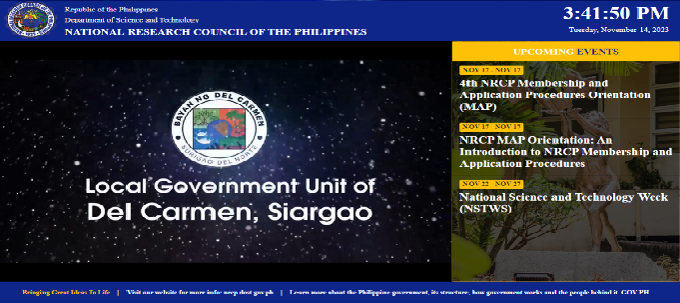 Republic of the Philippines
Department of Science and Technology
NATIONAL RESEARCH COUNCIL OF THE PHILIPPINES
3:41:50 PM
Tuesday, November 14, 2023
UPCOMING EVENTS
NOV 17 - NOV 17
4th NRCP Membership and
Application Procedures Orientation
(MAP)
NOV 17 - NOV 17
NRCP MAP Orientation: An
Introduction to NRCP Membership and
Application Procedures
NOV 22 - NOV 27
National Science and Technology Week
(NSTWS)
BAYAN NG DEL CARMEN
SURIGAO DEL NORTE
Local Government Unit of
Del Carmen, Siargao
Bringing Great Ideas To Life | Visit our website for more info: nrcp.dost.gov.ph | Learn more about the Philippine government, its structure, how government works and the people behind it. GOV.PH